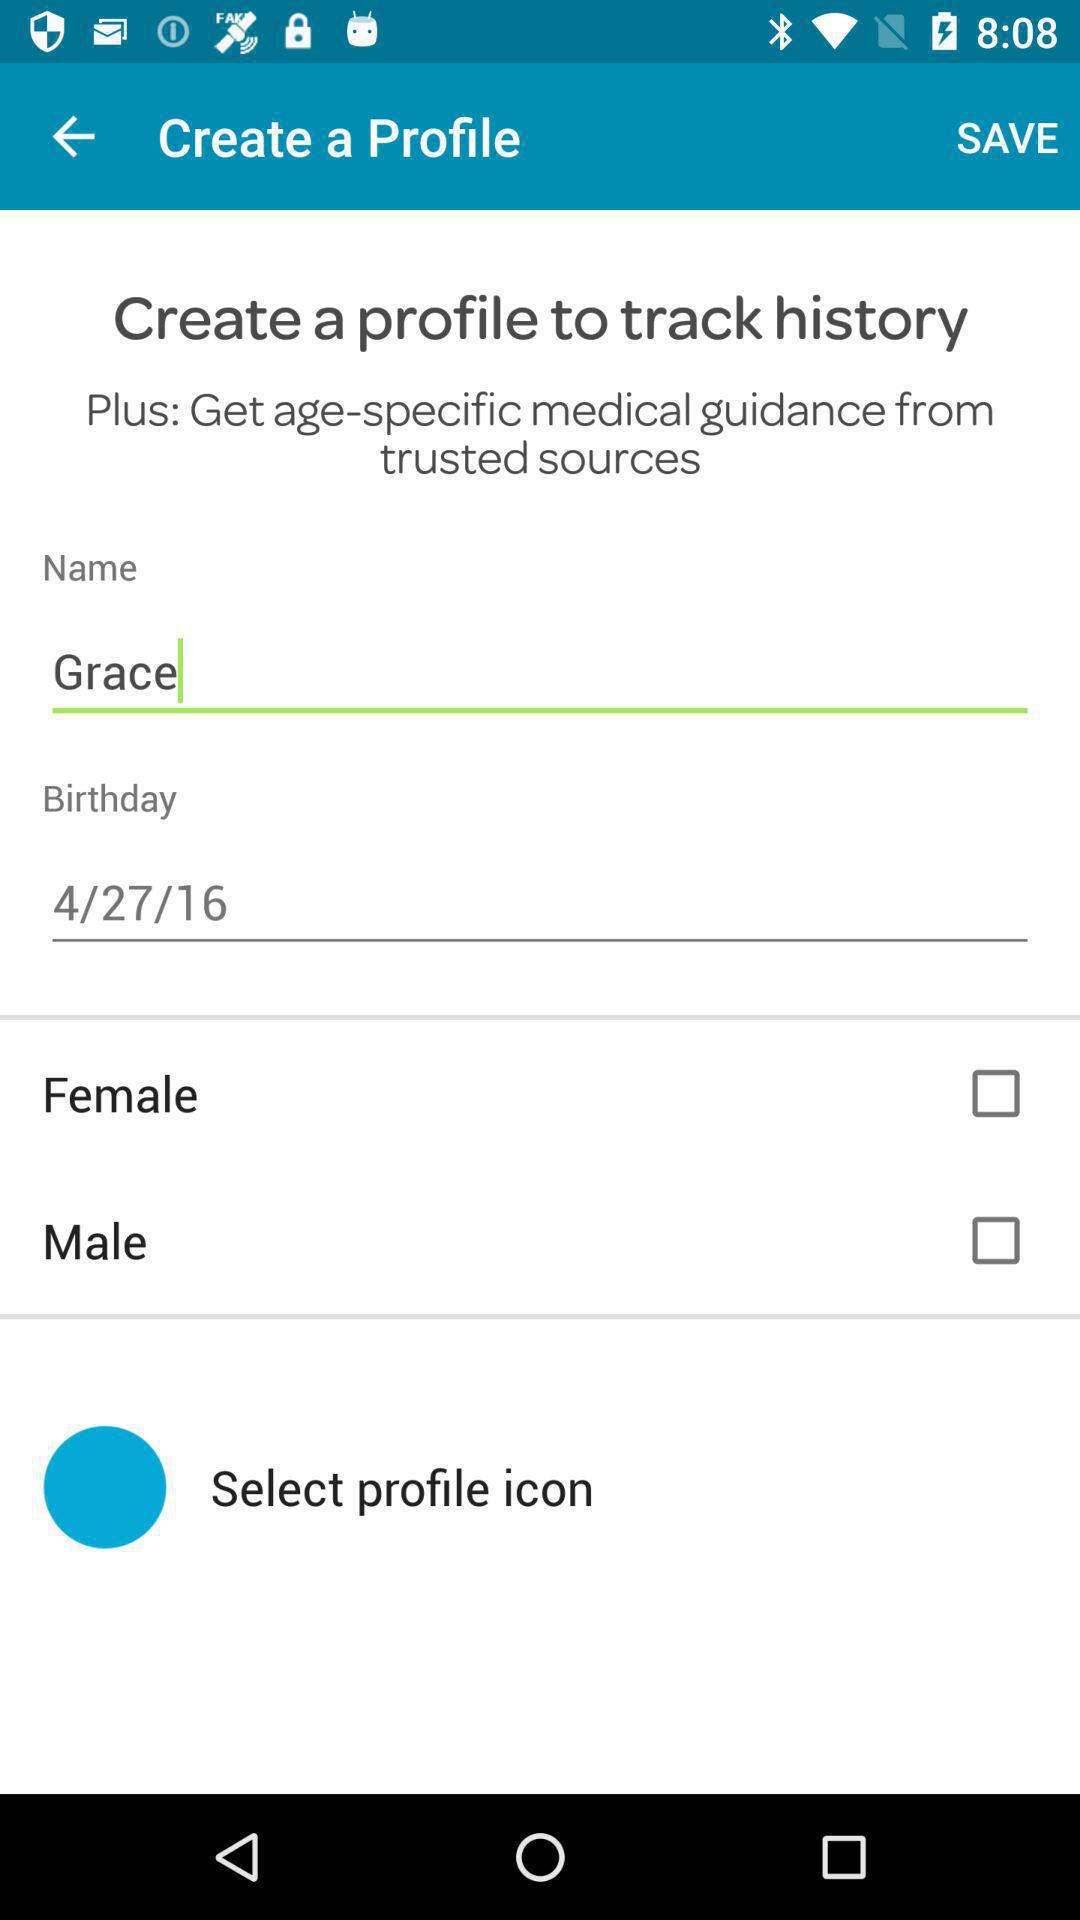 FAKE
8:08
Create a Profile
SAVE
Create a profile to track history
Plus: Get age-specific medical guidance from
trusted sources
Name
Grace
Birthday
4/27/16
Female
Male
Select profile icon